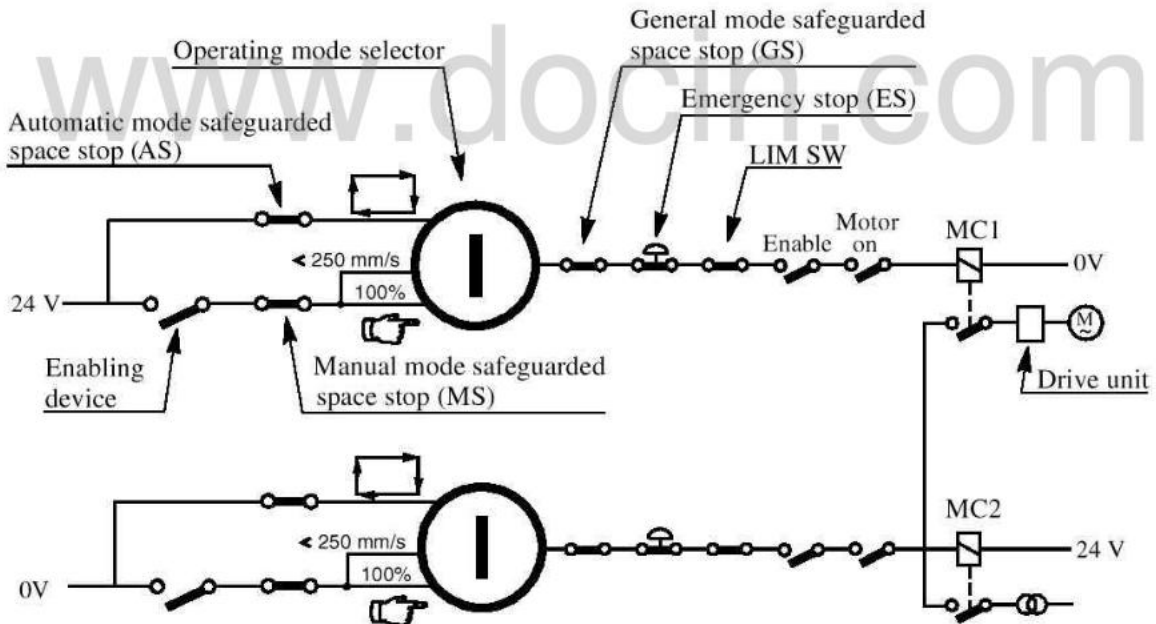 www.docin.com
General mode safeguarded
space stop (GS)
Operating mode selector
Emergency stop (ES)
Automatic mode safeguarded
space stop (AS)
LIM SW
Enable
Motor
on
MC1
< 250 mm/s
0V
100%
24 V
M
~
Enabling
device
Manual mode safeguarded
space stop (MS)
Drive unit
MC2
< 250 mm/s
24 V
100%
0V